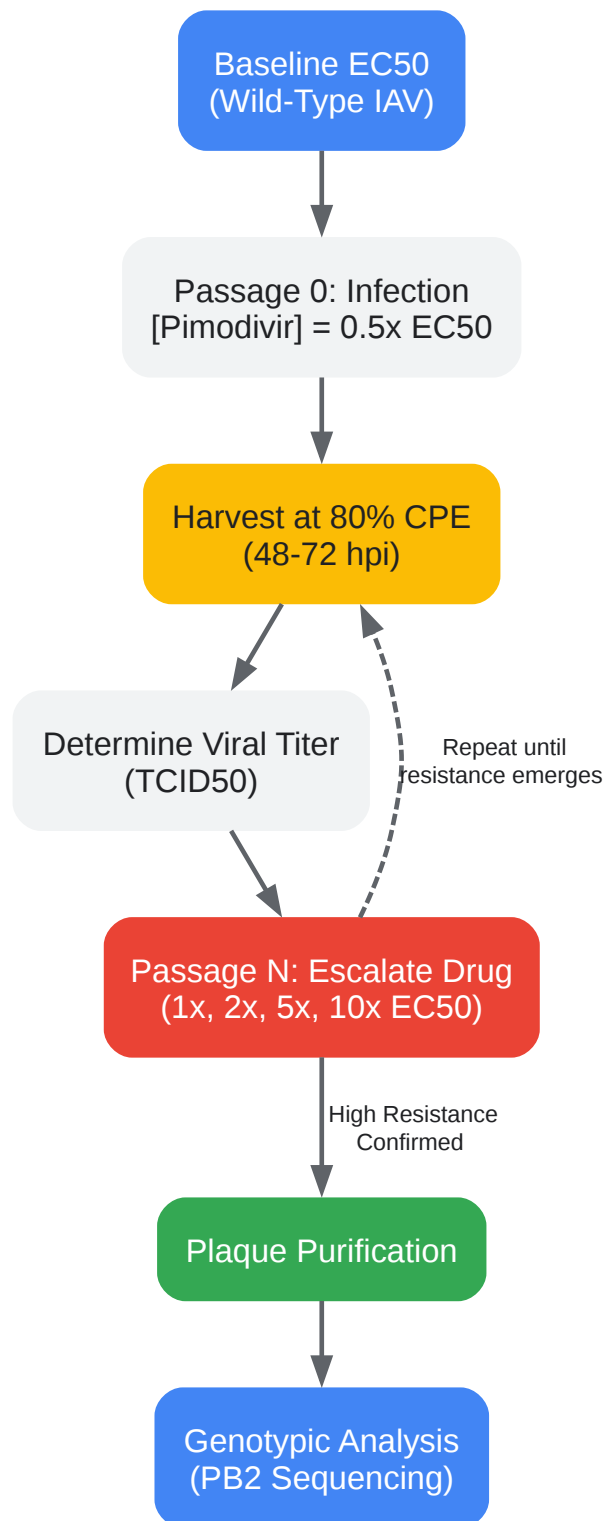 Baseline EC50
(Wild-Type IAV)
Passage 0: Infection
[Pimodivir] = 0.5x EC50
Harvest at 80% CPE
(48-72 hpi)
Determine Viral Titer
(TCID50)
Repeat until
resistance emerges
Passage N: Escalate Drug
(1x, 2x, 5x, 10x EC50)
High Resistance
Confirmed
Plaque Purification
Genotypic Analysis
(PB2 Sequencing)